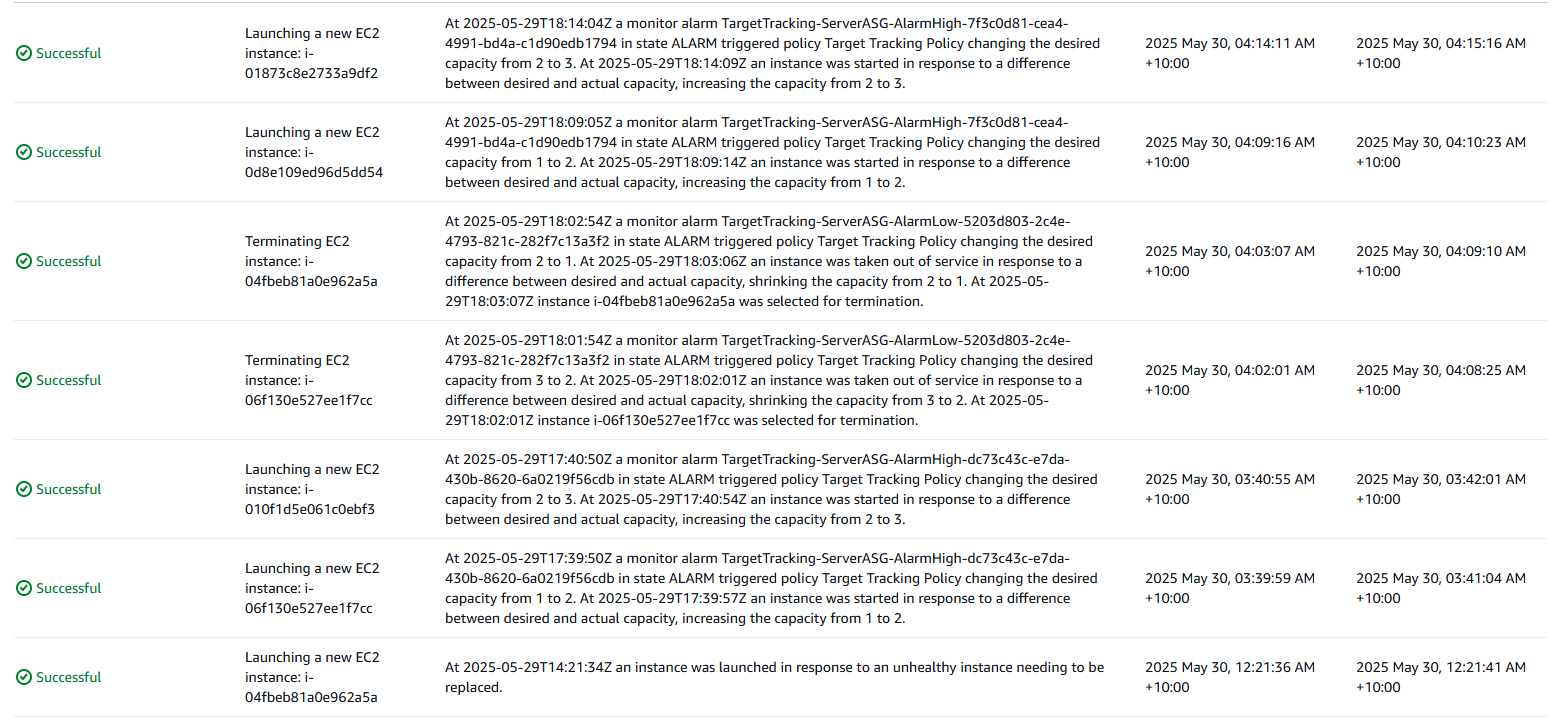 Successful
Launching a new EC2
instance: i-
01873c8e2733a9df2
At 2025-05-29T18:14:04Z a monitor alarm TargetTracking-ServerASG-AlarmHigh-7f3c0d81-cea4-
4991-bd4a-c1d90edb1794 in state ALARM triggered policy Target Tracking Policy changing the desired
capacity from 2 to 3. At 2025-05-29T18:14:09Z an instance was started in response to a difference
between desired and actual capacity, increasing the capacity from 2 to 3.
2025 May 30, 04:14:11 AM
+10:00
2025 May 30, 04:15:16 AM
+10:00
Successful
Launching a new EC2
instance: i-
0d8e109ed96d5dd54
At 2025-05-29T18:09:05Z a monitor alarm TargetTracking-ServerASG-AlarmHigh-7f3c0d81-cea4-
4991-bd4a-c1d90edb1794 in state ALARM triggered policy Target Tracking Policy changing the desired
capacity from 1 to 2. At 2025-05-29T18:09:14Z an instance was started in response to a difference
between desired and actual capacity, increasing the capacity from 1 to 2.
2025 May 30, 04:09:16 AM
+10:00
2025 May 30, 04:10:23 AM
+10:00
Successful
Terminating EC2
instance: i-
04fbeb81a0e962a5a
At 2025-05-29T18:02:54Z a monitor alarm TargetTracking-ServerASG-AlarmLow-5203d803-2c4e-
4793-821c-282f7c13a3f2 in state ALARM triggered policy Target Tracking Policy changing the desired
capacity from 2 to 1. At 2025-05-29T18:03:06Z an instance was taken out of service in response to a
difference between desired and actual capacity, shrinking the capacity from 2 to 1. At 2025-05-
29T18:03:07Z instance i-04fbeb81a0e962a5a was selected for termination.
2025 May 30, 04:03:07 AM
+10:00
2025 May 30, 04:09:10 AM
+10:00
Successful
Terminating EC2
instance: i-
06f130e527ee1f7cc
At 2025-05-29T18:01:54Z a monitor alarm TargetTracking-ServerASG-AlarmLow-5203d803-2c4e-
4793-821c-282f7c13a3f2 in state ALARM triggered policy Target Tracking Policy changing the desired
capacity from 3 to 2. At 2025-05-29T18:02:01Z an instance was taken out of service in response to a
difference between desired and actual capacity, shrinking the capacity from 3 to 2. At 2025-05-
29T18:02:01Z instance i-06f130e527ee1f7cc was selected for termination.
2025 May 30, 04:02:01 AM
+10:00
2025 May 30, 04:08:25 AM
+10:00
Successful
Launching a new EC2
instance: i-
010f1d5e061c0ebf3
At 2025-05-29T17:40:50Z a monitor alarm TargetTracking-ServerASG-AlarmHigh-dc73c43c-e7da-
430b-8620-6a0219f56cdb in state ALARM triggered policy Target Tracking Policy changing the desired
capacity from 2 to 3. At 2025-05-29T17:40:54Z an instance was started in response to a difference
between desired and actual capacity, increasing the capacity from 2 to 3.
2025 May 30, 03:40:55 AM
+10:00
2025 May 30, 03:42:01 AM
+10:00
Successful
Launching a new EC2
instance: i-
06f130e527ee1f7cc
At 2025-05-29T17:39:50Z a monitor alarm TargetTracking-ServerASG-AlarmHigh-dc73c43c-e7da-
430b-8620-6a0219f56cdb in state ALARM triggered policy Target Tracking Policy changing the desired
capacity from 1 to 2. At 2025-05-29T17:39:57Z an instance was started in response to a difference
between desired and actual capacity, increasing the capacity from 1 to 2.
2025 May 30, 03:39:59 AM
+10:00
2025 May 30, 03:41:04 AM
+10:00
Successful
Launching a new EC2
instance: i-
04fbeb81a0e962a5a
At 2025-05-29T14:21:34Z an instance was launched in response to an unhealthy instance needing to be
replaced.
2025 May 30, 12:21:36 AM
+10:00
2025 May 30, 12:21:41 AM
+10:00